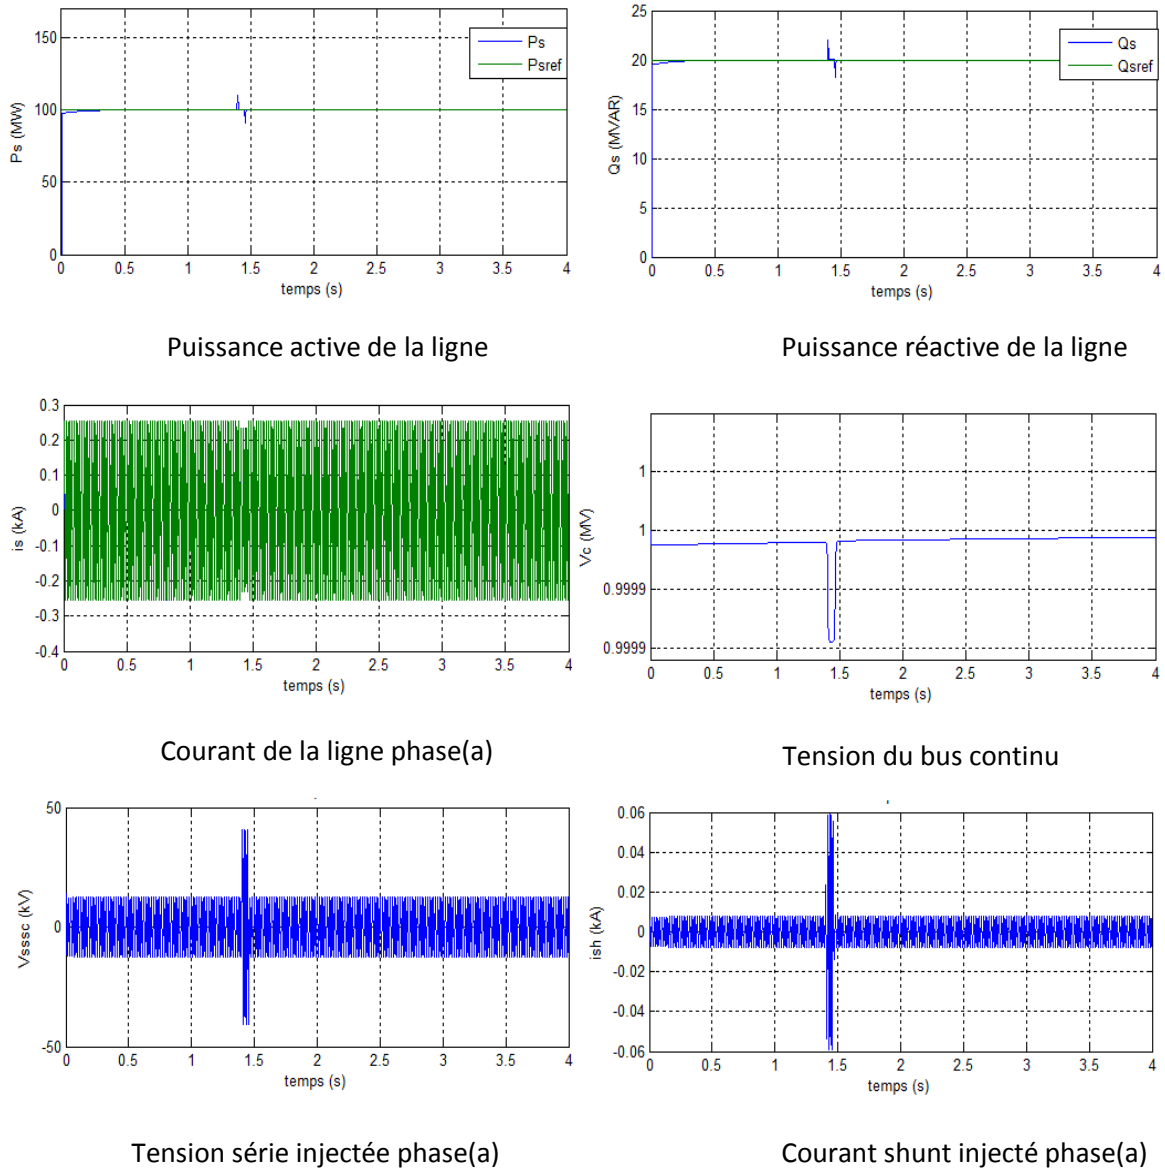 150
100
50
0
Ps (MW)
Ps
Psref
0 0.5 1 1.5 2 2.5 3 3.5 4
temps (s)
Puissance active de la ligne
25
20
15
10
5
0
Qs (MVAR)
Qs
Qsref
0 0.5 1 1.5 2 2.5 3 3.5 4
temps (s)
Puissance réactive de la ligne
0.3
0.2
0.1
0
-0.1
-0.2
-0.3
-0.4
is (kA)
0 0.5 1 1.5 2 2.5 3 3.5 4
temps (s)
Courant de la ligne phase(a)
1
1
0.9999
0.9999
Vc (MV)
0 0.5 1 1.5 2 2.5 3 3.5 4
temps (s)
Tension du bus continu
50
0
-50
Vsssc (kV)
0 0.5 1 1.5 2 2.5 3 3.5 4
temps (s)
Tension série injectée phase(a)
0.06
0.04
0.02
0
-0.02
-0.04
-0.06
ish (kA)
0 0.5 1 1.5 2 2.5 3 3.5 4
temps (s)
Courant shunt injecté phase(a)